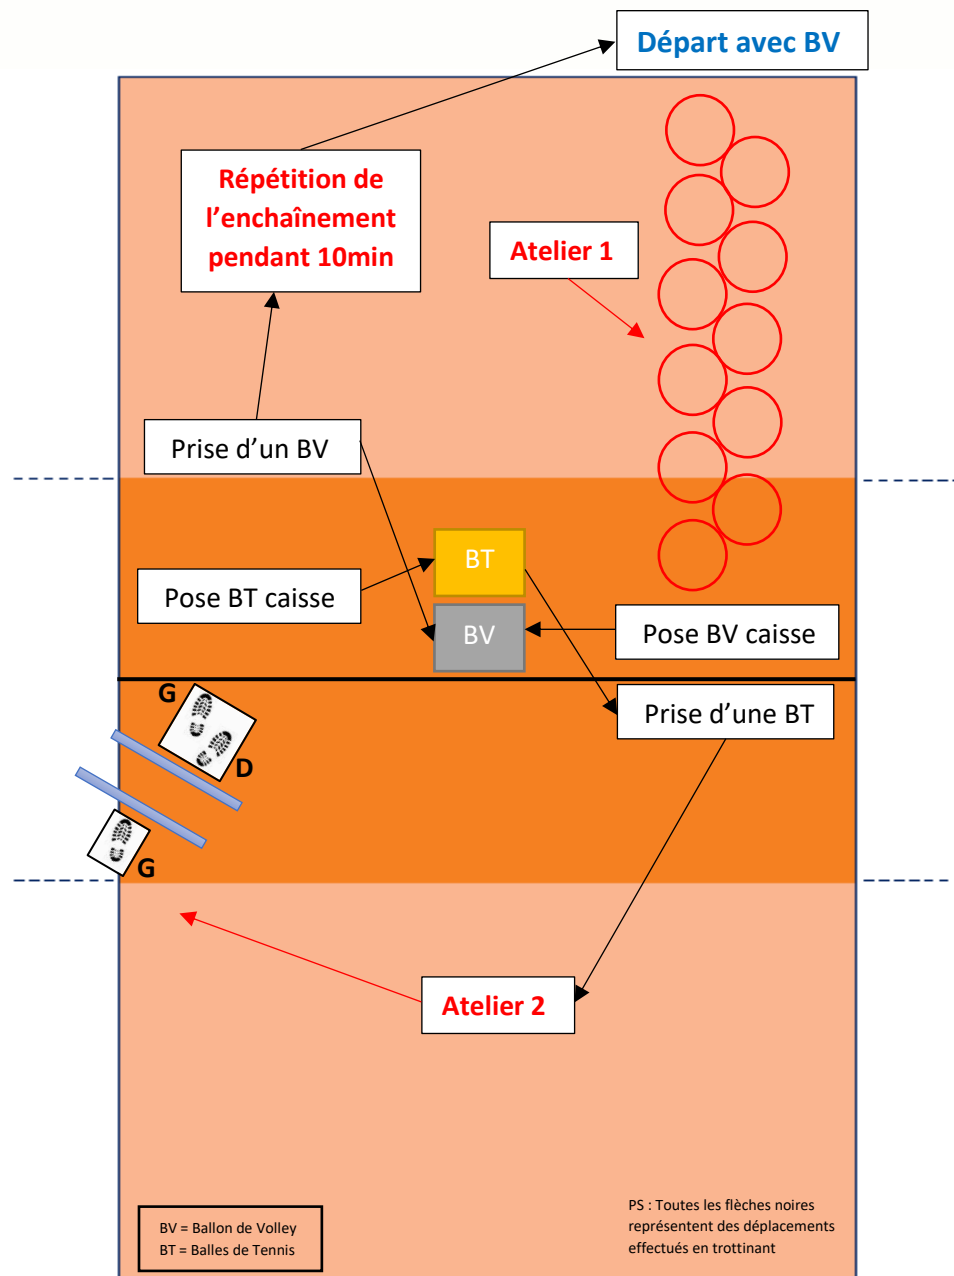 Départ avec BV
Répétition de
l’enchaînement
pendant 10min
Atelier 1
Prise d’un BV
BT
Pose BT caisse
BV
Pose BV caisse
G
Prise d’une BT
D
G
Atelier 2
BV = Ballon de Volley
BT = Balles de Tennis
PS : Toutes les flèches noires
représentent des déplacements
effectués en trottinant